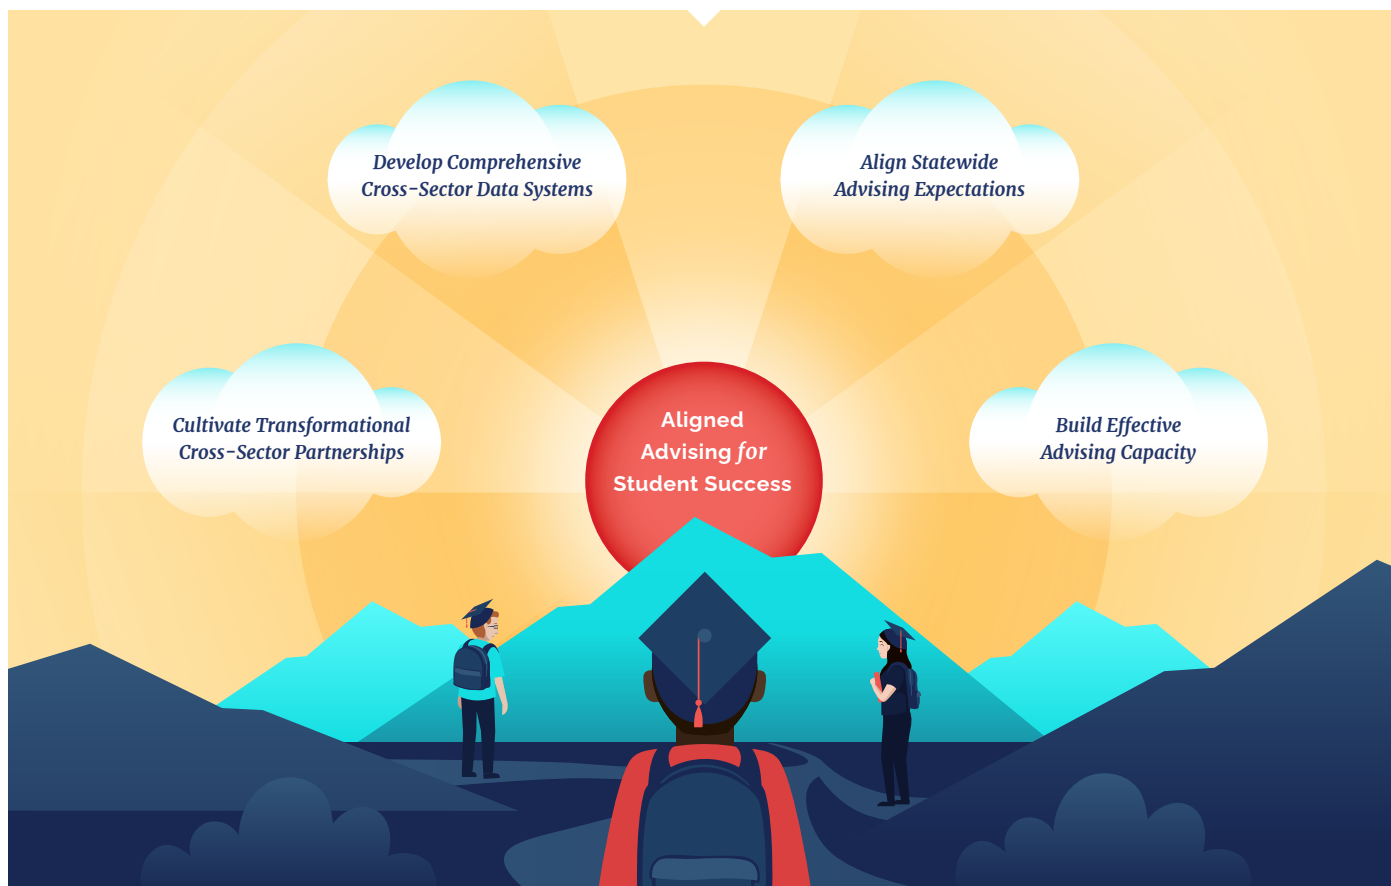 Develop Comprehensive
Cross-Sector Data Systems
Align Statewide
Advising Expectations
Cultivate Transformational
Cross-Sector Partnerships
Aligned
Advising for
Student Success
Build Effective
Advising Capacity